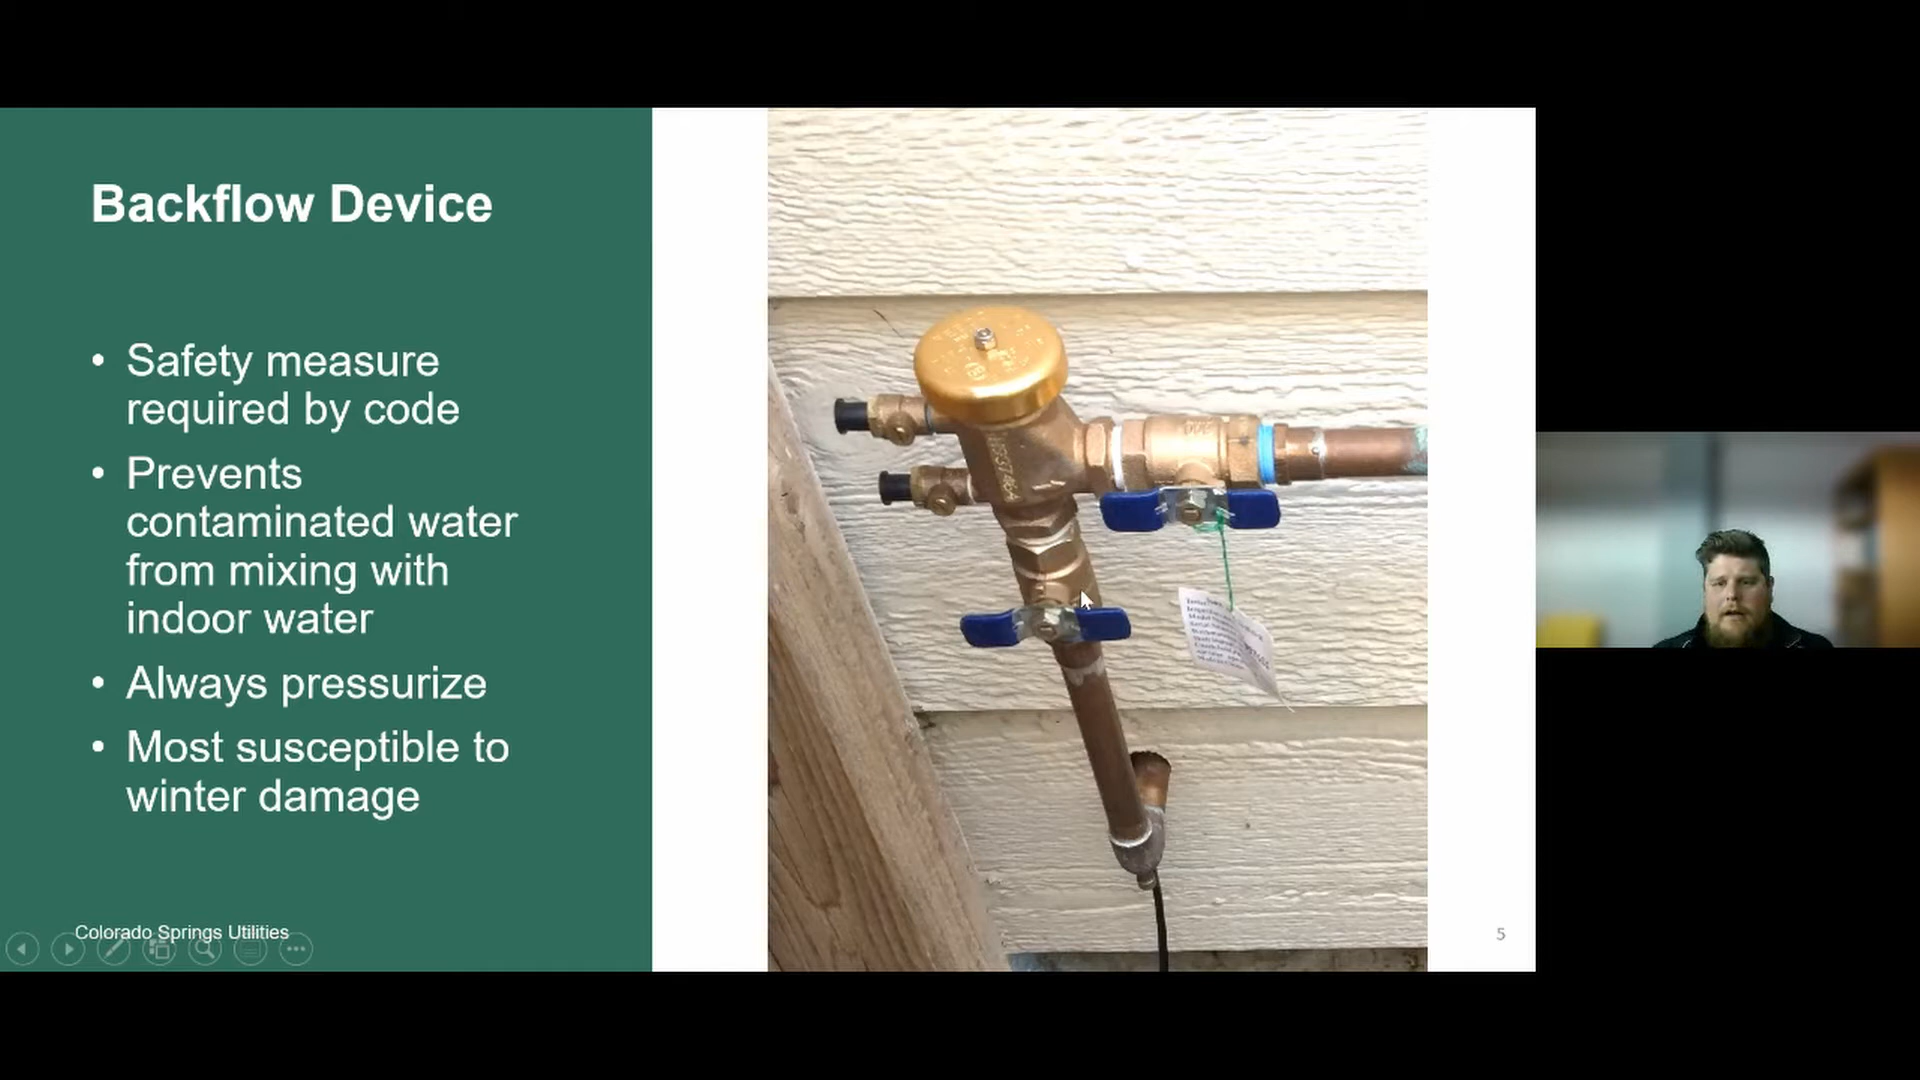 Backflow Device
• Safety measure
required by code
• Prevents
contaminated water
from mixing with
indoor water
• Always pressurize
• Most susceptible to
winter damage
Colorado Springs Utilities
5